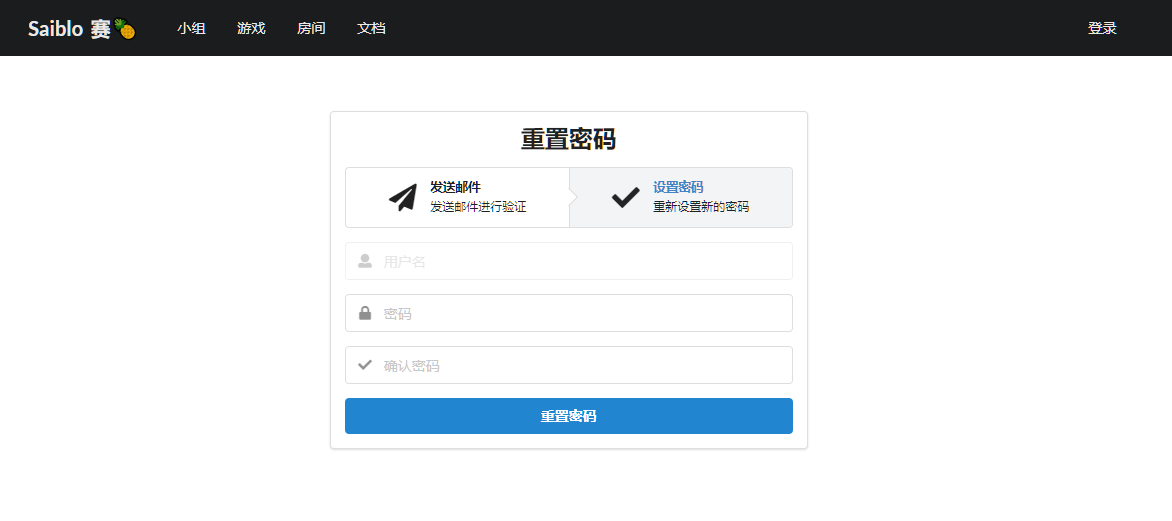 Saiblo 赛🍍 小组 游戏 房间 文档 登录
重置密码
发送邮件
发送邮件进行验证
设置密码
重新设置新的密码
用户名
密码
确认密码
重置密码